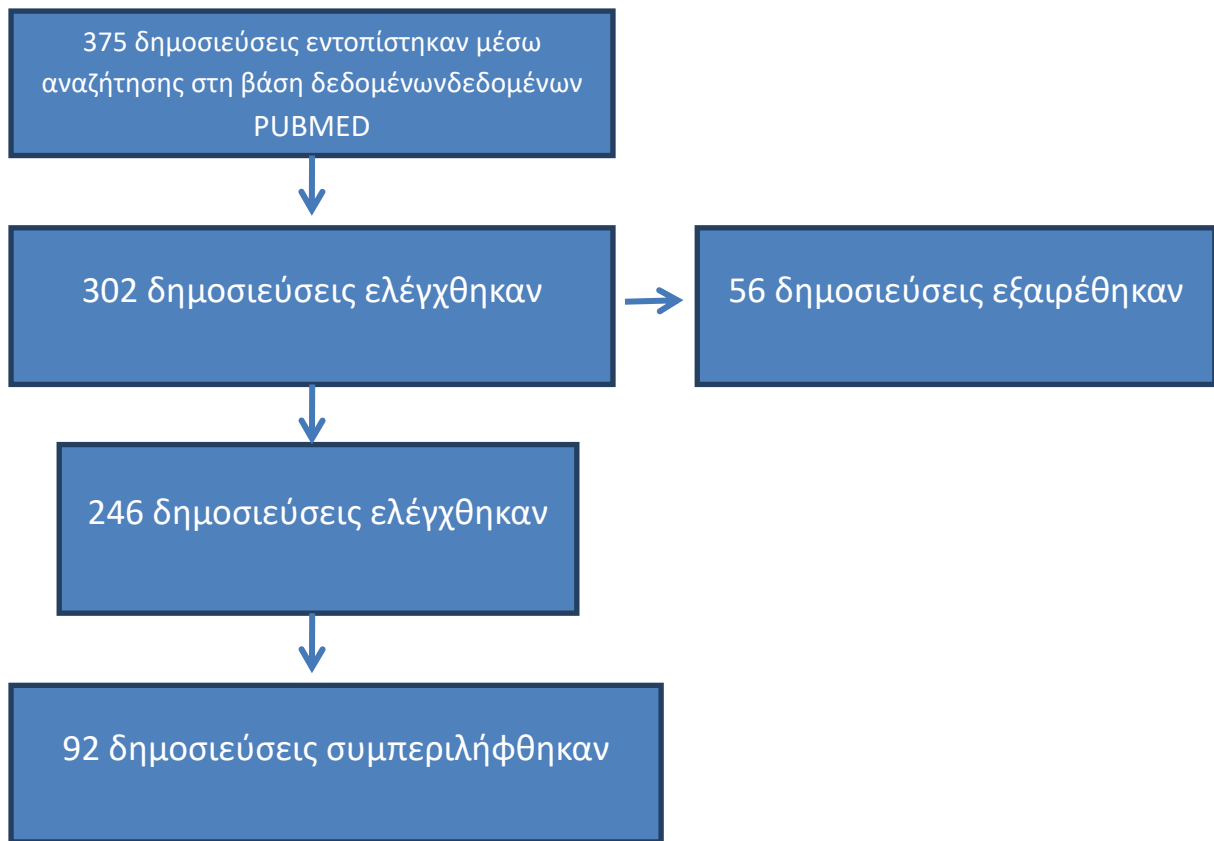 375 δημοσιεύσεις εντοπίστηκαν μέσω
αναζήτησης στη βάση δεδομένωνδεδομένων
PUBMED
302 δημοσιεύσεις ελέγχθηκαν
56 δημοσιεύσεις εξαιρέθηκαν
246 δημοσιεύσεις ελέγχθηκαν
92 δημοσιεύσεις συμπεριλήφθηκαν